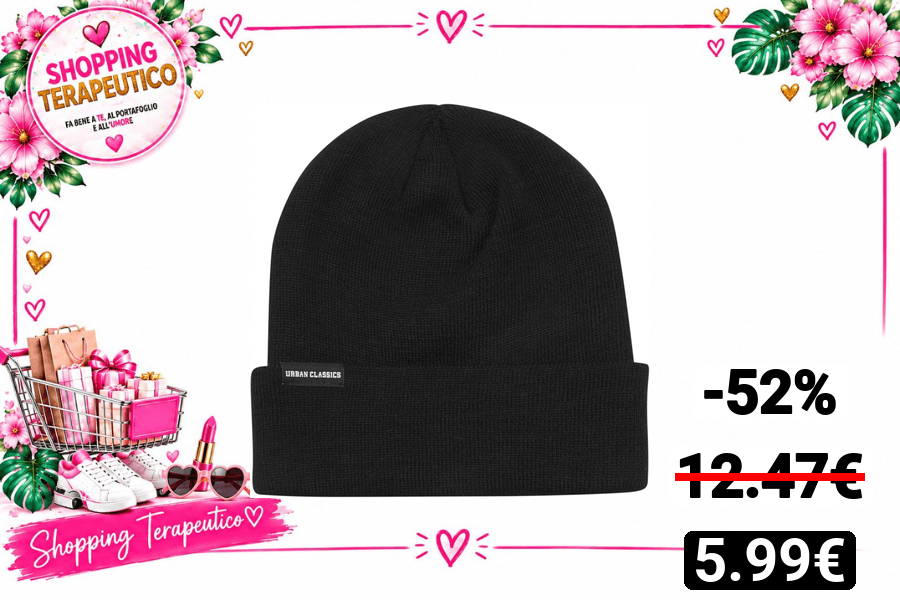 SHOPPING
TERAPEUTICO
FA BENE A TE, AL PORTAFOGLIO
E ALL'UMORE
URBAN CLASSICS
-52%
12.47€
5.99€
Shopping Terapeutico